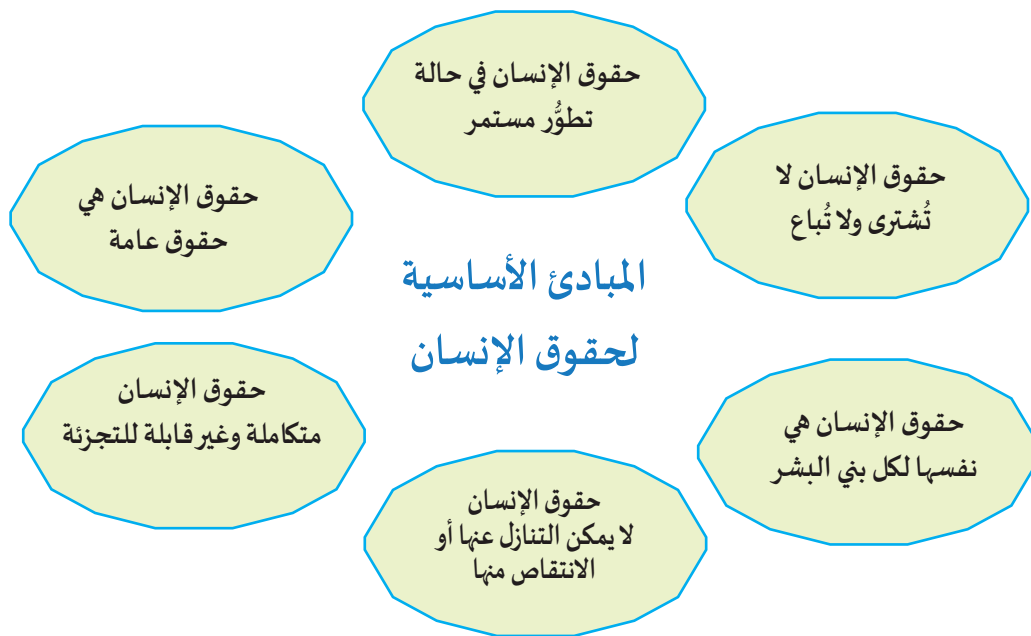 حقوق الإنسان في حالة
تطوُّر مستمر
حقوق الإنسان لا
تُشترى ولا تُباع
حقوق الإنسان هي
حقوق عامة
المبادئ الأساسية
لحقوق الإنسان
حقوق الإنسان هي
نفسها لكل بني البشر
حقوق الإنسان
متكاملة وغير قابلة للتجزئة
حقوق الإنسان
لا يمكن التنازل عنها أو
الانتقاص منها